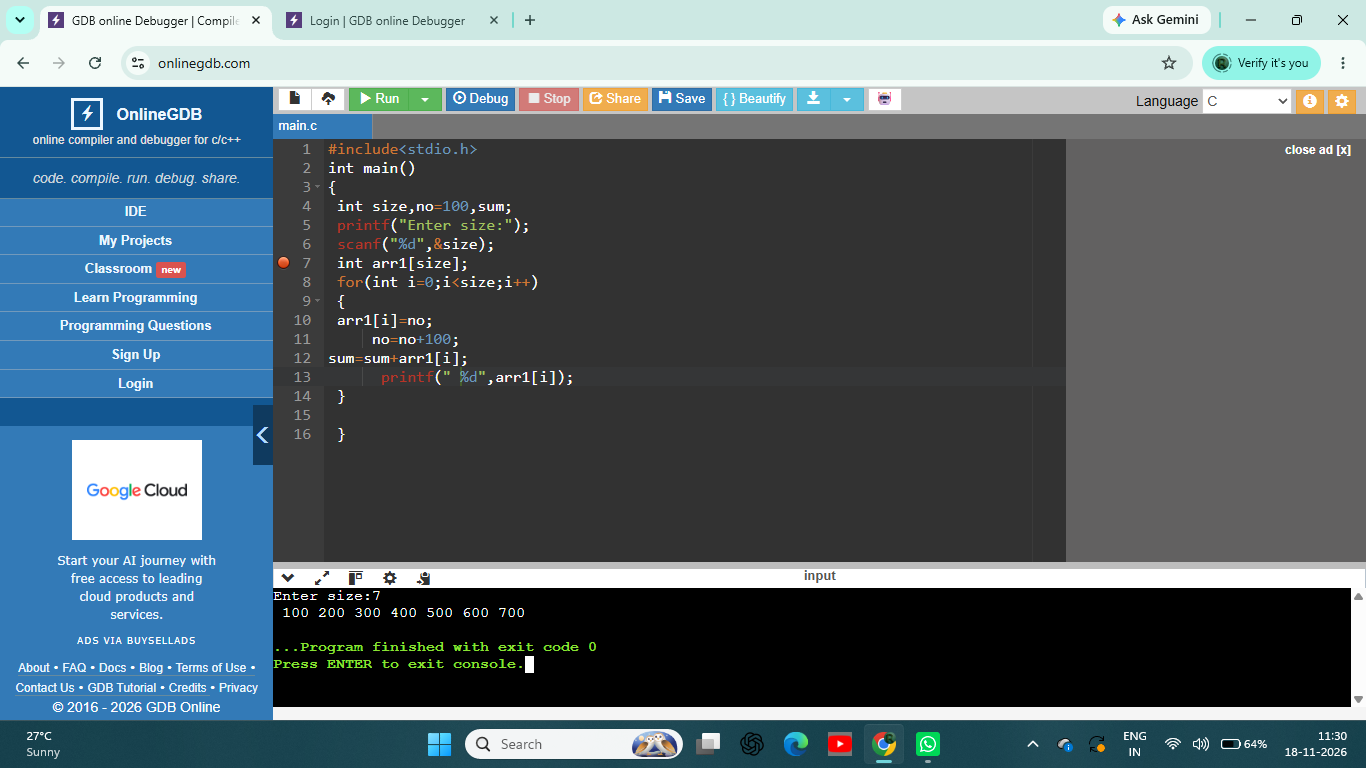 GDB online Debugger | Compile
Login | GDB online Debugger
Ask Gemini
onlinegdb.com
Verify it's you
OnlineGDB
online compiler and debugger for c/c++
code. compile. run. debug. share.
IDE
My Projects
Classroom new
Learn Programming
Programming Questions
Sign Up
Login
Google Cloud
Start your AI journey with
free access to leading
cloud products and
services.
ADS VIA BUYSELLADS
About • FAQ • Docs • Blog • Terms of Use •
Contact Us • GDB Tutorial • Credits • Privacy
© 2016 - 2026 GDB Online
Run Debug Stop Share Save { } Beautify
Language C
main.c
close ad [x]
1 #include<stdio.h>
2 int main()
3 {
4 int size,no=100,sum;
5 printf("Enter size:");
6 scanf("%d",&size);
7 int arr1[size];
8 for(int i=0;i<size;i++)
9 {
10 arr1[i]=no;
11 no=no+100;
12 sum=sum+arr1[i];
13 printf(" %d",arr1[i]);
14 }
15
16 }
input
Enter size:7
100 200 300 400 500 600 700
...Program finished with exit code 0
Press ENTER to exit console.
27°C
Sunny
Search
ENG
IN
64%
11:30
18-11-2026